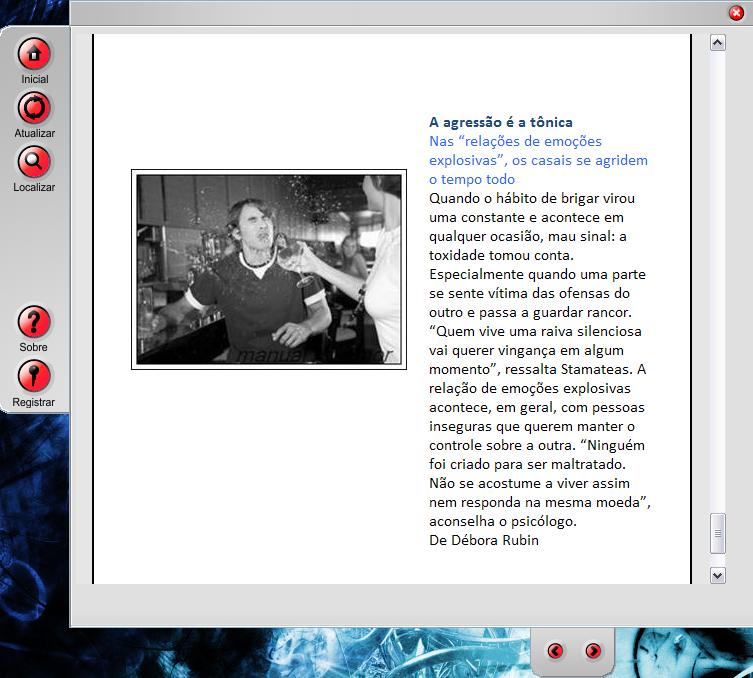 Inicial
Atualizar
Localizar
Sobre
Registrar
A agressão é a tônica
Nas “relações de emoções
explosivas”, os casais se agridem
o tempo todo
Quando o hábito de brigar virou
uma constante e acontece em
qualquer ocasião, mau sinal: a
toxidade tomou conta.
Especialmente quando uma parte
se sente vítima das ofensas do
outro e passa a guardar rancor.
“Quem vive uma raiva silenciosa
vai querer vingança em algum
momento”, ressalta Stamateas. A
relação de emoções explosivas
acontece, em geral, com pessoas
inseguras que querem manter o
controle sobre a outra. “Ninguém
foi criado para ser maltratado.
Não se acostume a viver assim
nem responda na mesma moeda”,
aconselha o psicólogo.
De Débora Rubin